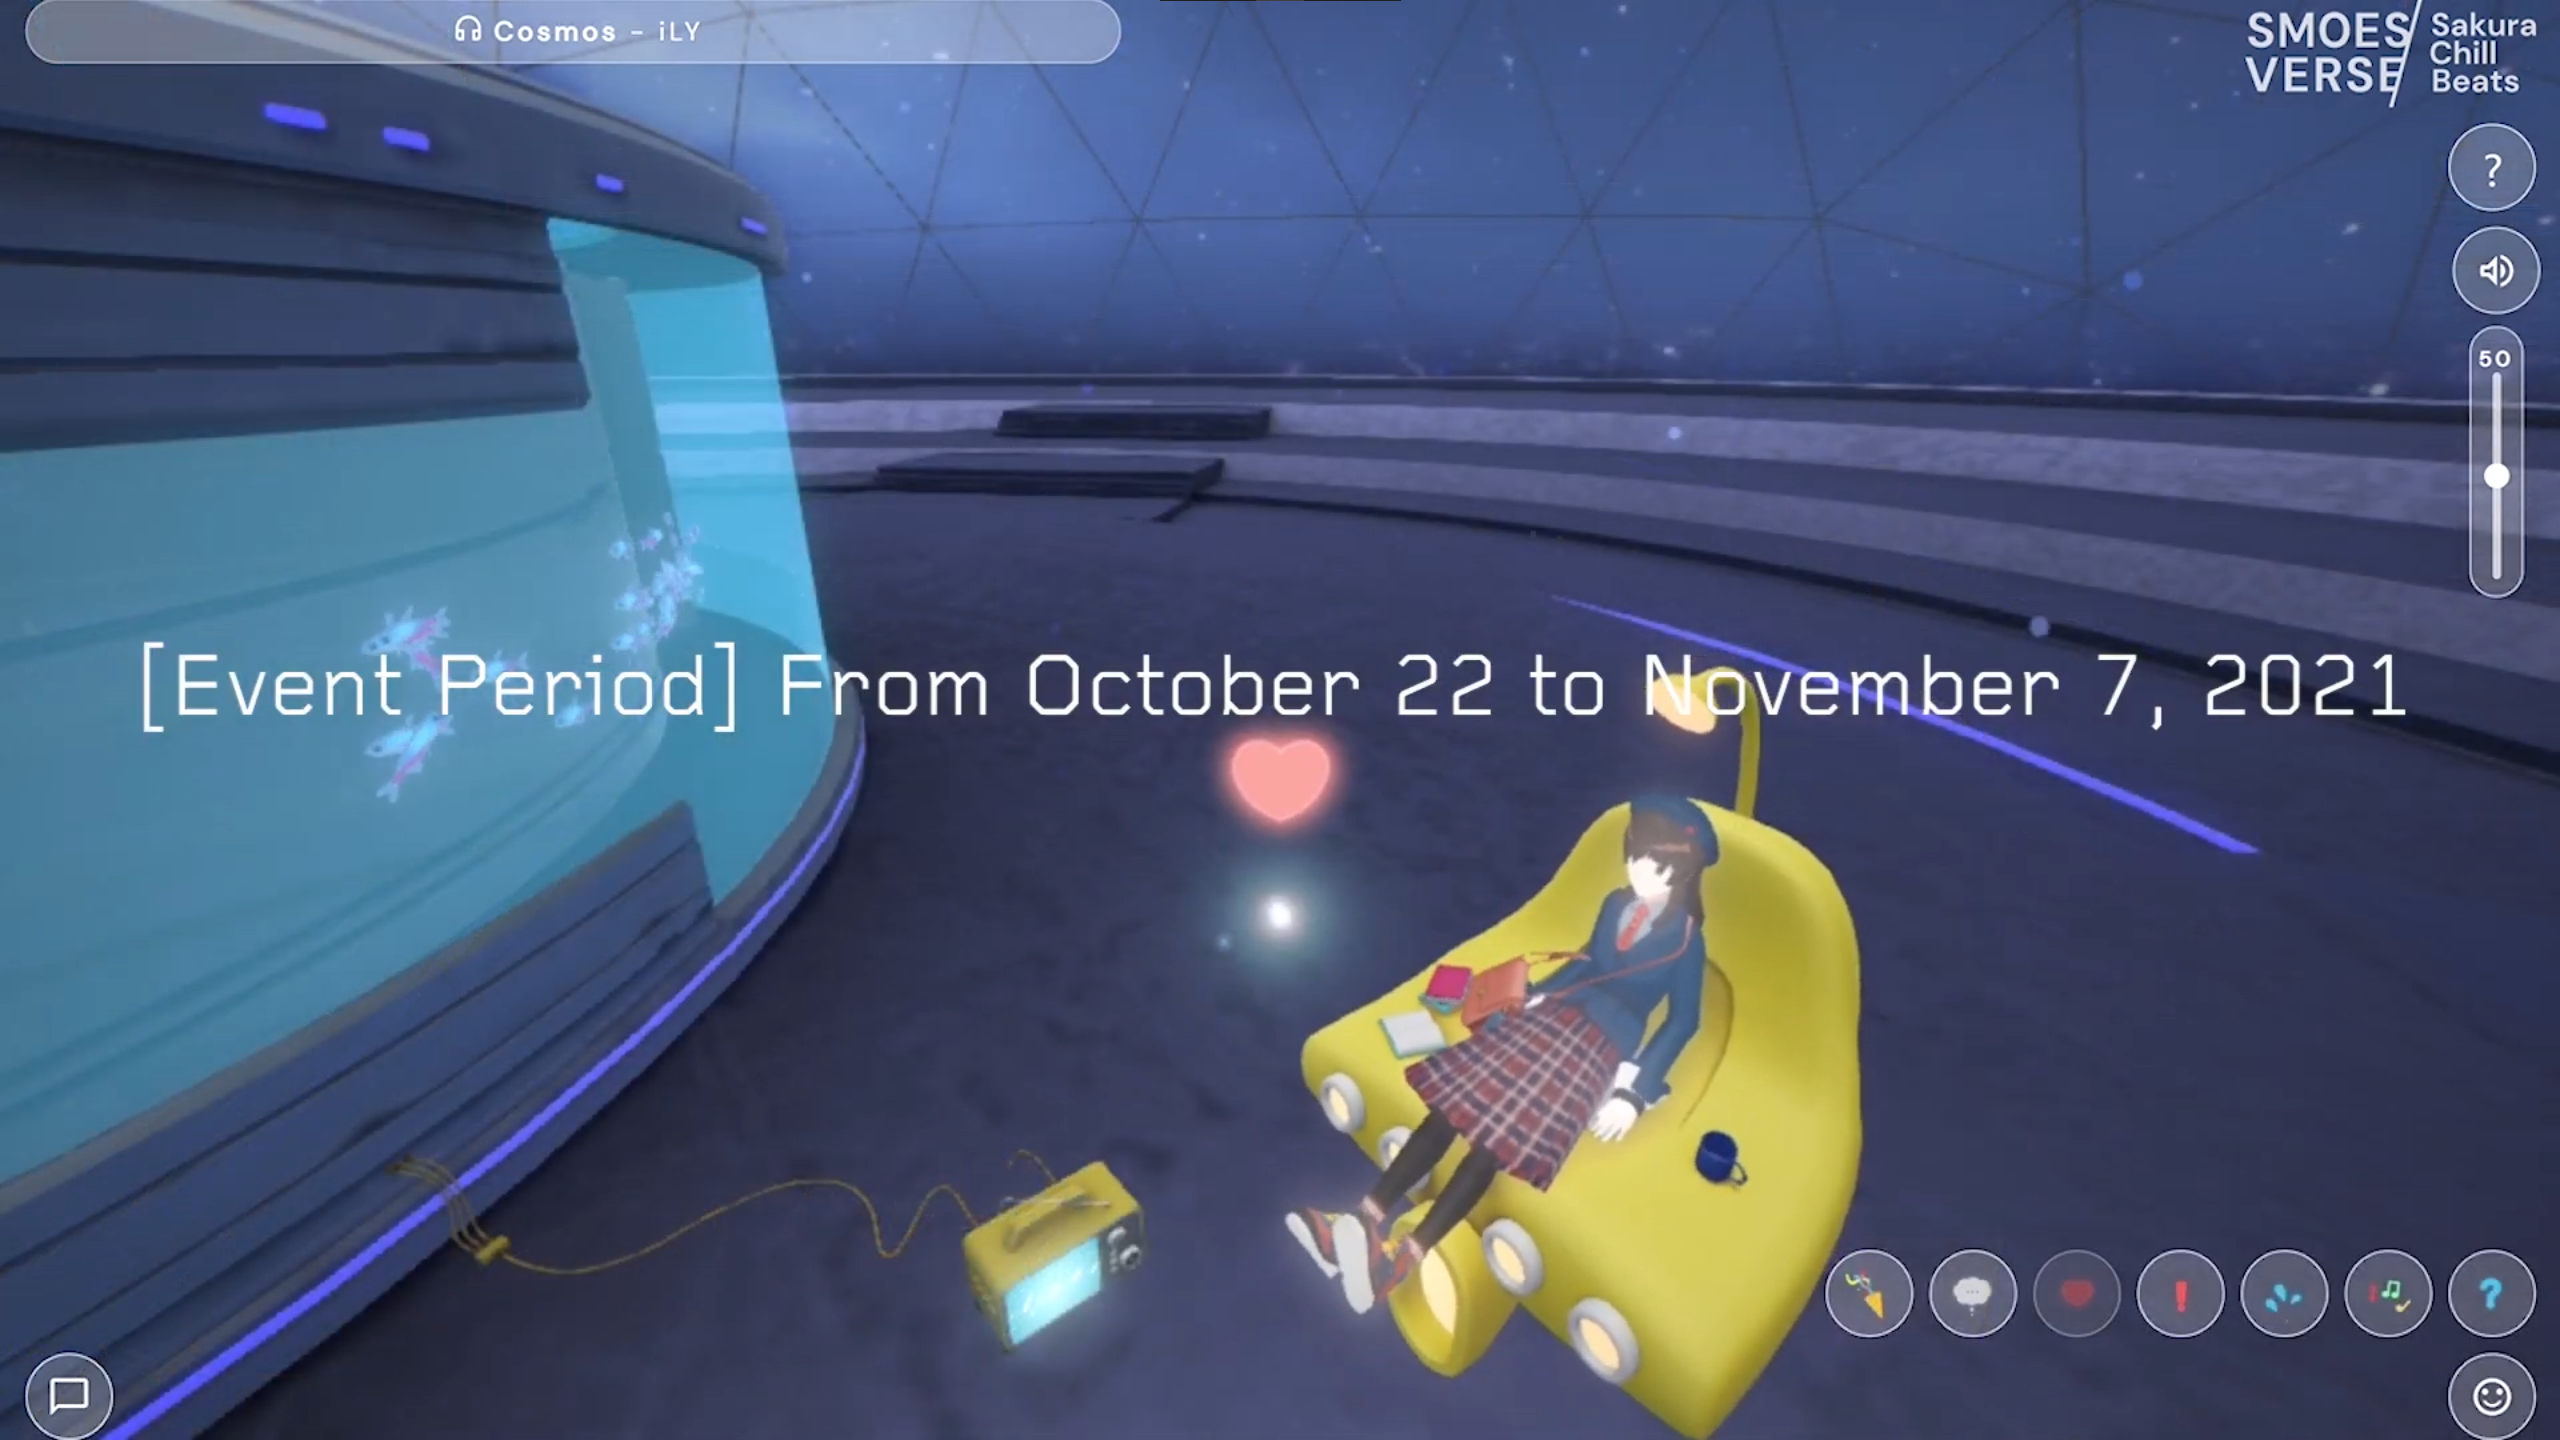 Cosmos - iLY
SMOES
VERSE
Sakura
Chill
Beats
?
50
[Event Period] From October 22 to November 7, 2021